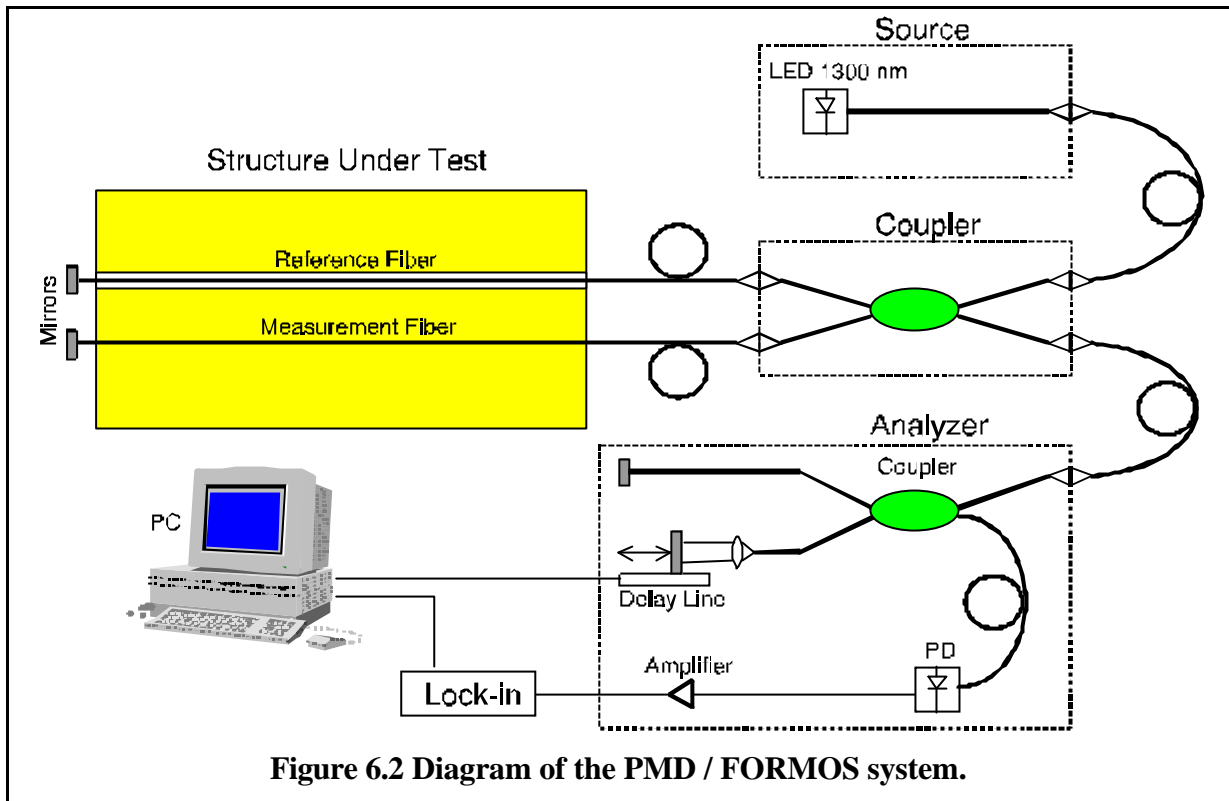 Source
LED 1300 nm
Structure Under Test
Coupler
Reference Fiber
Mirrors
Measurement Fiber
Analyzer
Coupler
PC
Delay Line
PD
Amplifier
Lock-in
Figure 6.2 Diagram of the PMD / FORMOS system.